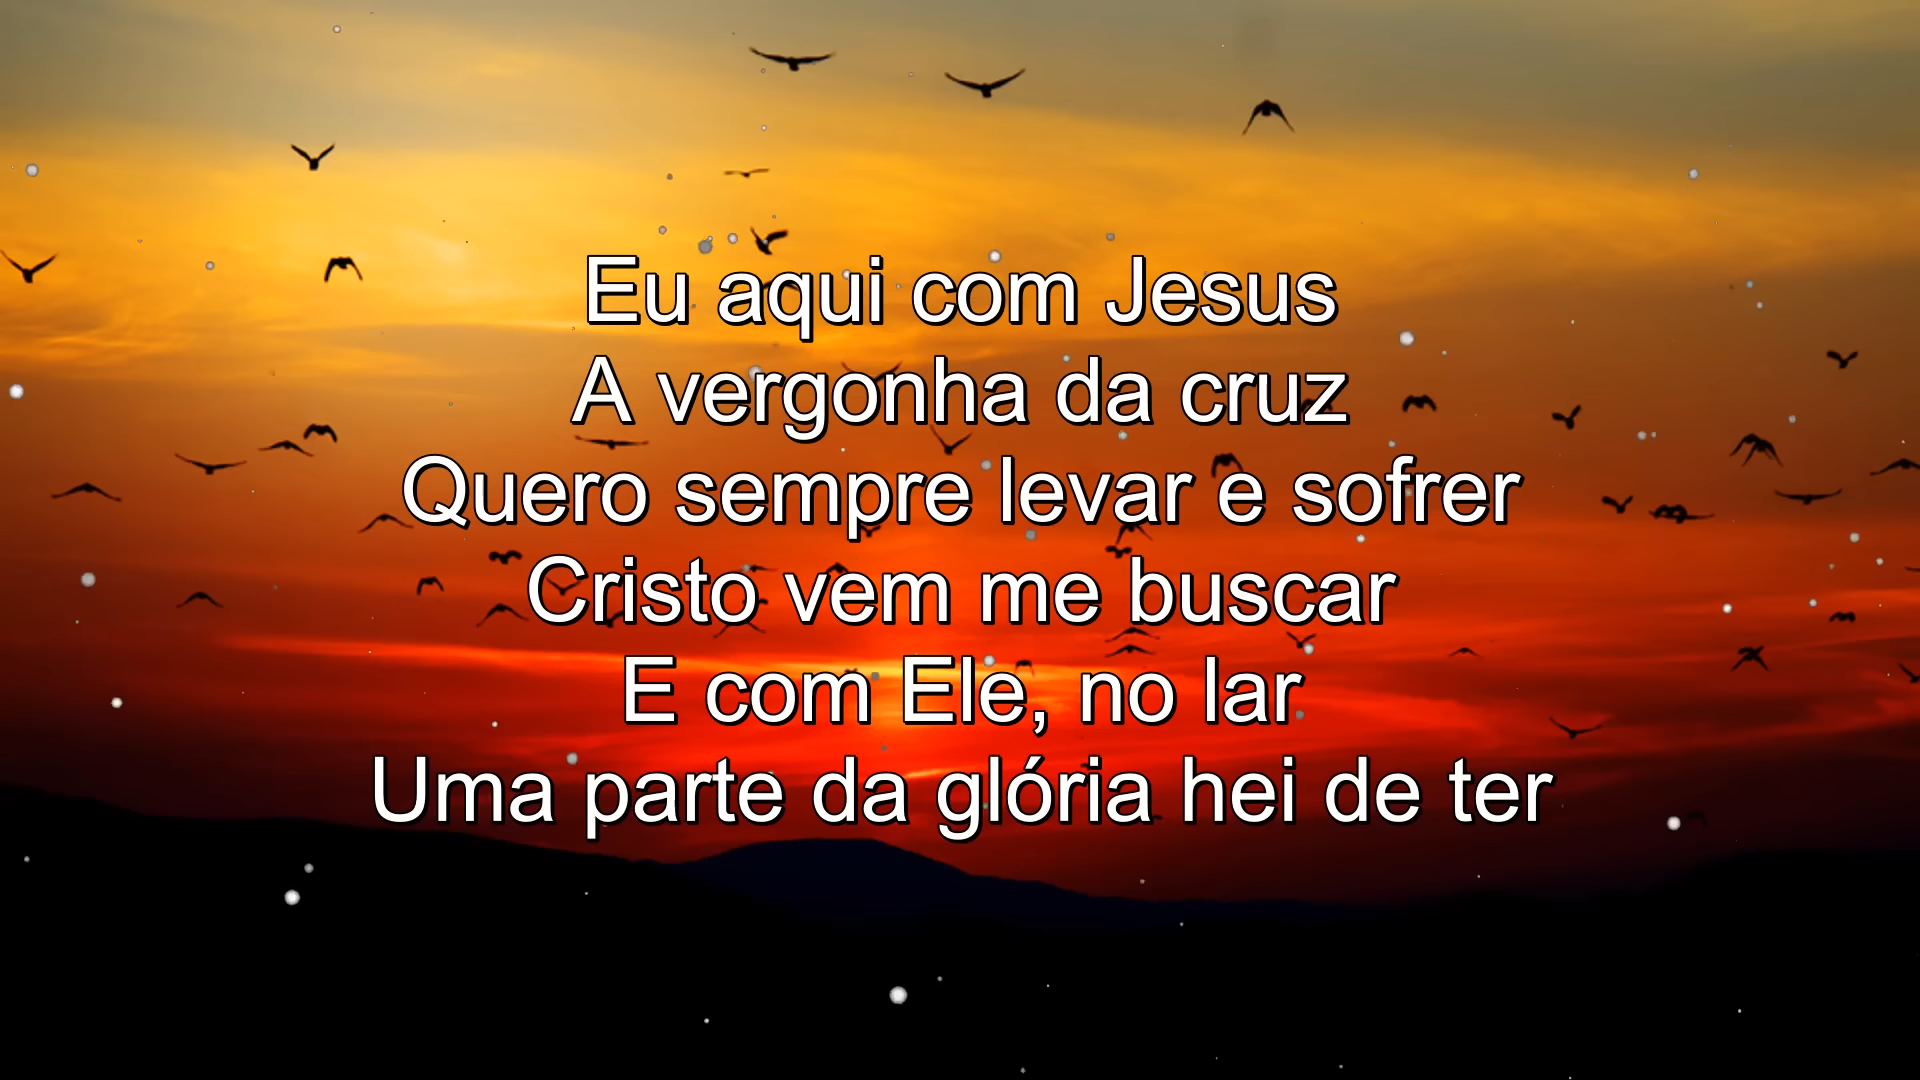 Eu aqui com Jesus
A vergonha da cruz
Quero sempre levar e sofrer
Cristo vem me buscar
E com Ele, no lar
Uma parte da glória hei de ter